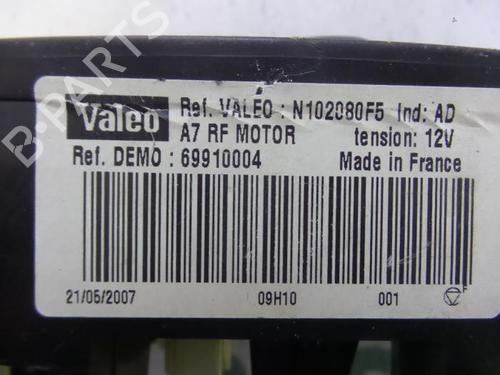 B-PARTS
Valeo Ref. VALEO : N102080F5 Ind: AD
A7 RF MOTOR tension: 12V
Ref. DEMO : 69910004 Made in France
21/05/2007 09H10 001 F